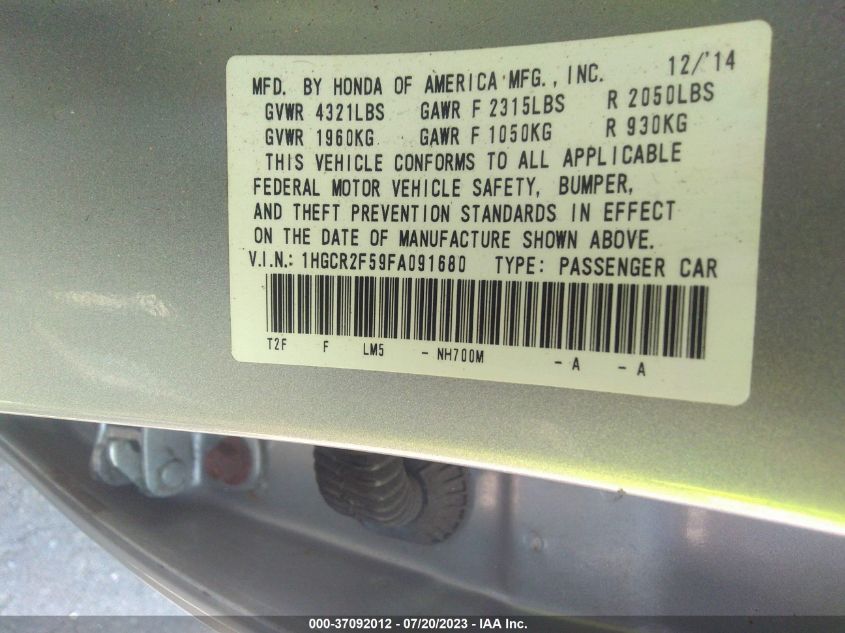 MFD. BY HONDA OF AMERICA MFG., INC. 12/'14
GVWR 4321LBS GAWR F 2315LBS R 2050LBS
GVWR 1960KG GAWR F 1050KG R 930KG
THIS VEHICLE CONFORMS TO ALL APPLICABLE
FEDERAL MOTOR VEHICLE SAFETY, BUMPER,
AND THEFT PREVENTION STANDARDS IN EFFECT
ON THE DATE OF MANUFACTURE SHOWN ABOVE.
V.I.N.: 1HGCR2F59FA091680 TYPE: PASSENGER CAR
T2F F LM5 - NH700M - A - A
000-37092012 - 07/20/2023 - IAAI Inc.